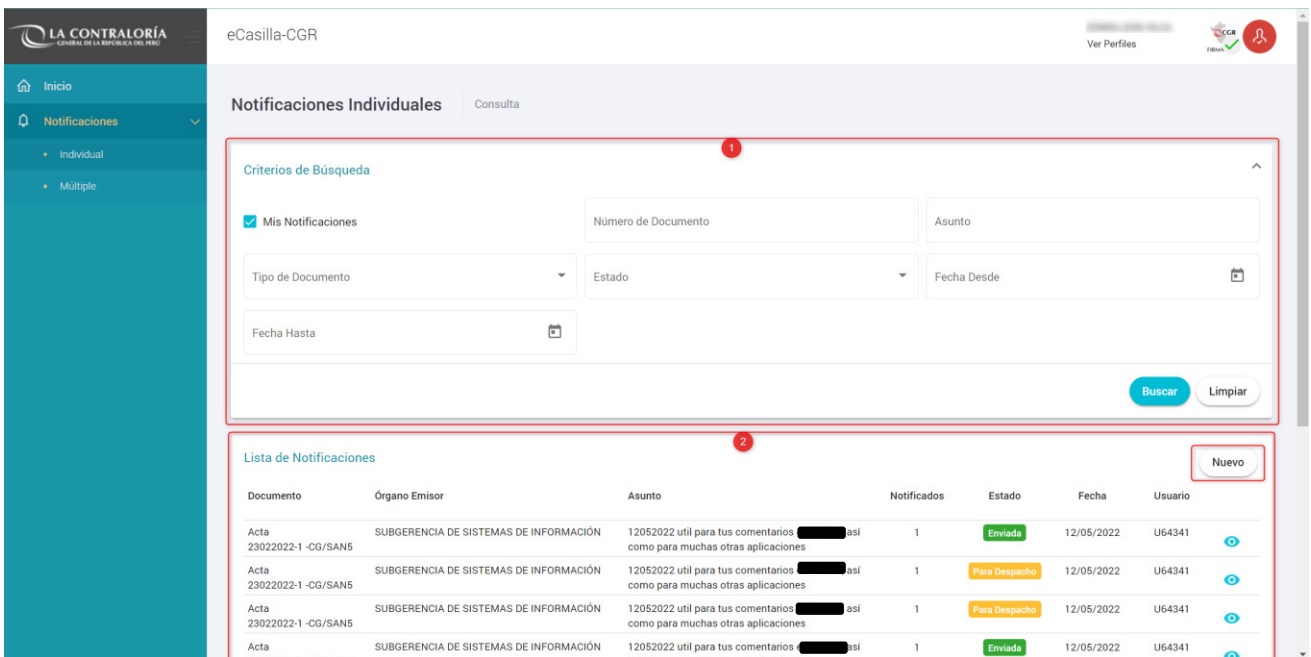 LA CONTRALORÍA
GENERAL DE LA REPÚBLICA DEL PERÚ
eCasilla-CGR
Ver Perfiles
CGR
FIRMA
Inicio
Notificaciones
Individual
Múltiple
Notificaciones Individuales
Consulta
1
Criterios de Búsqueda
Mis Notificaciones
Número de Documento
Asunto
Tipo de Documento
Estado
Fecha Desde
Fecha Hasta
Buscar
Limpiar
2
Lista de Notificaciones
Nuevo
Documento Órgano Emisor Asunto Notificados Estado Fecha Usuario
Acta SUBGERENCIA DE SISTEMAS DE INFORMACIÓN 12052022 util para tus comentarios así 1 Enviada 12/05/2022 U64341
23022022-1 -CG/SAN5 como para muchas otras aplicaciones
Acta SUBGERENCIA DE SISTEMAS DE INFORMACIÓN 12052022 util para tus comentarios así 1 Para Despacho 12/05/2022 U64341
23022022-1 -CG/SAN5 como para muchas otras aplicaciones
Acta SUBGERENCIA DE SISTEMAS DE INFORMACIÓN 12052022 util para tus comentarios así 1 Para Despacho 12/05/2022 U64341
23022022-1 -CG/SAN5 como para muchas otras aplicaciones
Acta SUBGERENCIA DE SISTEMAS DE INFORMACIÓN 12052022 util para tus comentarios así 1 Enviada 12/05/2022 U64341